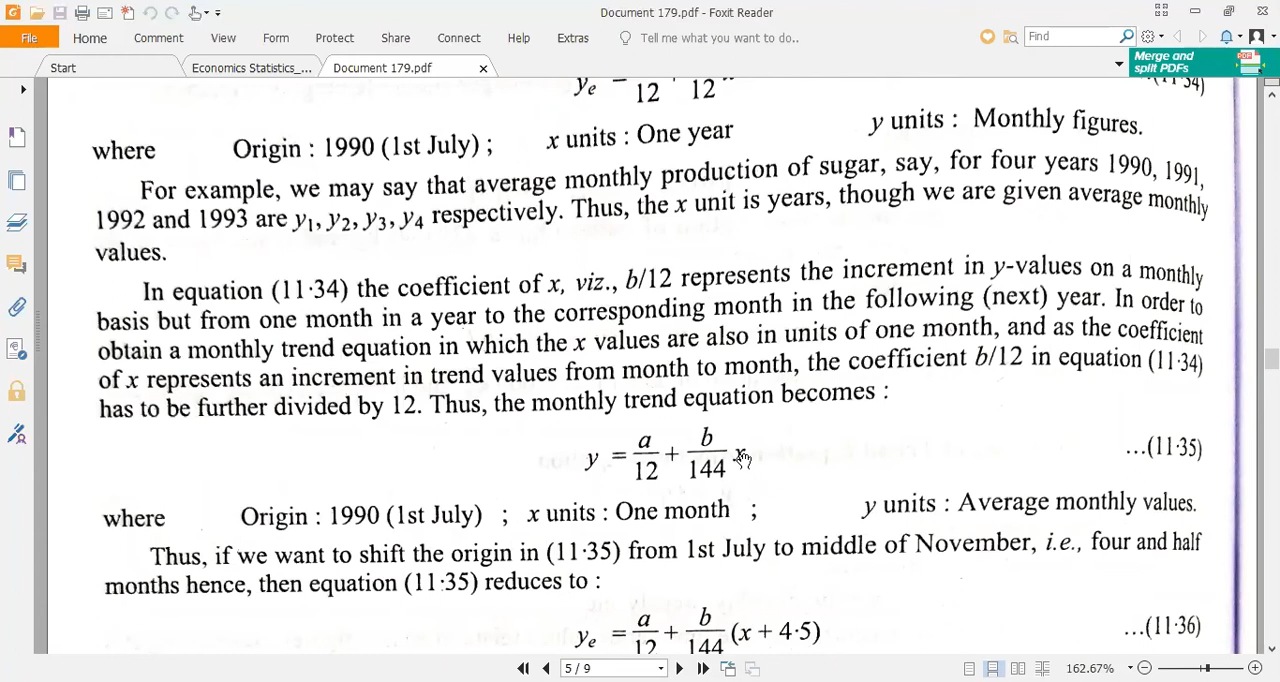 Document 179.pdf - Foxit Reader
File Home Comment View Form Protect Share Connect Help Extras Tell me what you want to do.. Find
Start Economics Statistics_... Document 179.pdf
Merge and
split PDFs
yₑ = 12 + 12 x ...(11·34)
where Origin : 1990 (1st July) ; x units : One year y units : Monthly figures.
For example, we may say that average monthly production of sugar, say, for four years 1990, 1991,
1992 and 1993 are y₁, y₂, y₃, y₄ respectively. Thus, the x unit is years, though we are given average monthly
values.
In equation (11·34) the coefficient of x, viz., b/12 represents the increment in y-values on a monthly
basis but from one month in a year to the corresponding month in the following (next) year. In order to
obtain a monthly trend equation in which the x values are also in units of one month, and as the coefficient
of x represents an increment in trend values from month to month, the coefficient b/12 in equation (11·34)
has to be further divided by 12. Thus, the monthly trend equation becomes :
y = a/12 + b/144 x ...(11·35)
where Origin : 1990 (1st July) ; x units : One month ; y units : Average monthly values.
Thus, if we want to shift the origin in (11·35) from 1st July to middle of November, i.e., four and half
months hence, then equation (11·35) reduces to :
yₑ = a/12 + b/144 (x + 4·5) ...(11·36)
5 / 9 162.67%